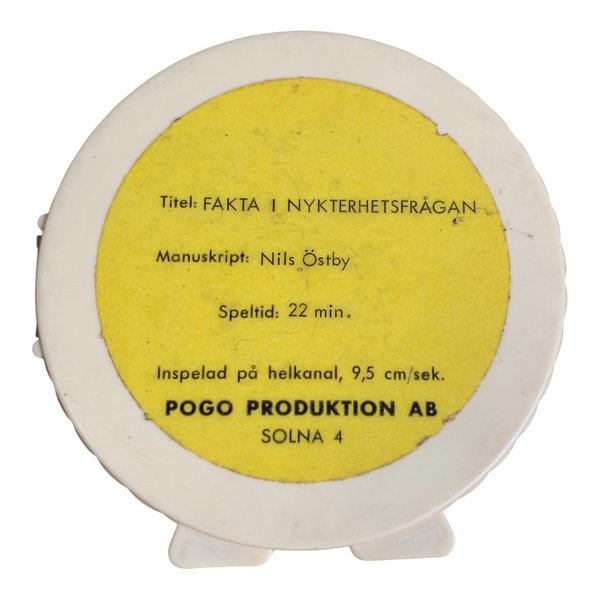 Titel: FAKTA I NYKTERHETSFRÅGAN
Manuskript: Nils Östby
Speltid: 22 min.
Inspelad på helkanal, 9,5 cm/sek.
POGO PRODUKTION AB
SOLNA 4